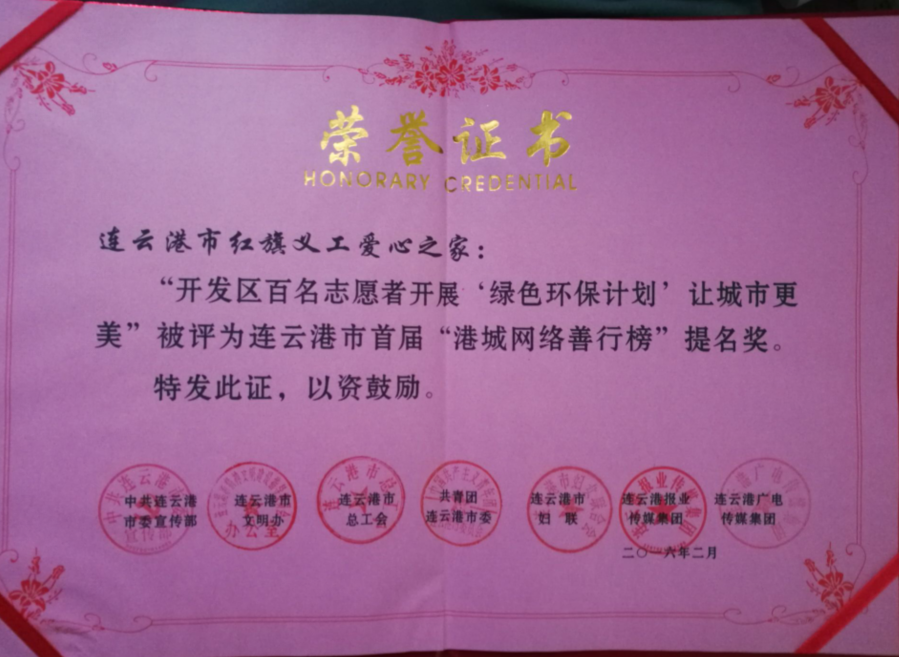 荣誉证书
HONORARY CREDENTIAL
连云港市红旗义工爱心之家：
“开发区百名志愿者开展‘绿色环保计划’让城市更
美”被评为连云港市首届“港城网络善行榜”提名奖。
特发此证，以资鼓励。
中共连云港
市委宣传部
连云港市
文明办
连云港市
总工会
共青团
连云港市委
连云港市
妇联
连云港报业
传媒集团
连云港广电
传媒集团
二〇一六年二月